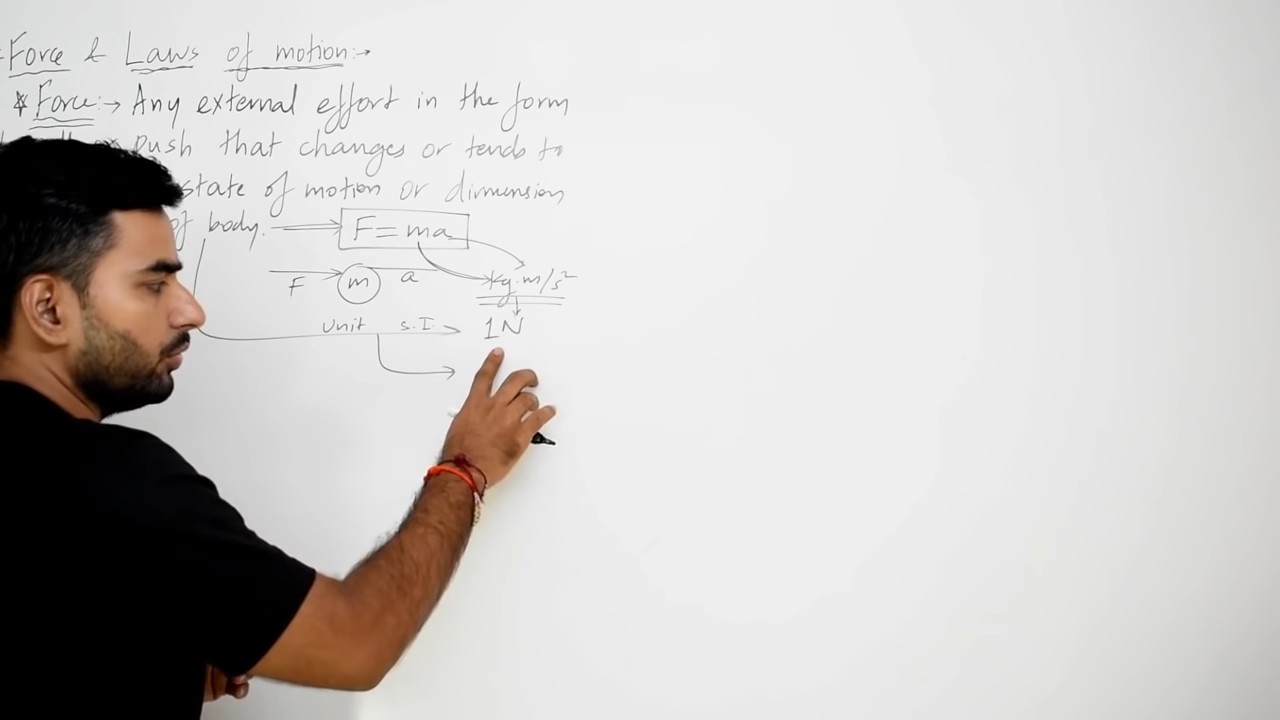 Force & Laws of motion:→
* Force:→ Any external effort in the form
push that changes or tends to
state of motion or dimension
of body. → F = ma
F m a kg.m/s²
Unit S.I. → 1N